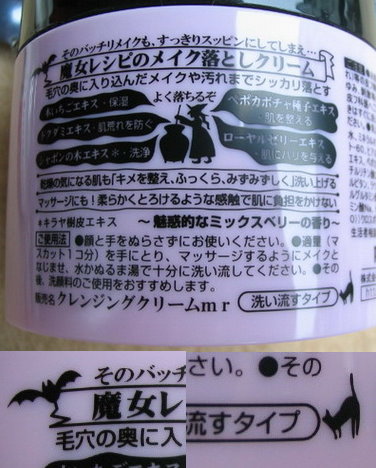 そのバッチリメイクも、すっきりスッピンにしてしまえ…
魔女レシピのメイク落としクリーム
毛穴の奥に入り込んだメイクや汚れまでシッカリ落とす
よく落ちるぞ
木いちごエキス・保湿
ドクダミエキス・肌荒れを防ぐ
シャボンの木エキス*・洗浄
ペポカボチャ種子エキス
・肌を整える
ローヤルゼリーエキス
・肌にハリを与える
乾燥の気になる肌も「キメを整え、ふっくら、みずみずしく」洗い上げる
マッサージにも!柔らかくとろけるような感触で肌に負担をかけない
*キラヤ樹皮エキス
〜魅惑的なミックスベリーの香り〜
ご使用法 ●顔と手をぬらさずにお使いください。●適量(マ
スカット1コ分)を手にとり、マッサージするようにメイクと
なじませ、水かぬるま湯で十分に洗い流してください。●その
後、洗顔料のご使用をおすすめします。
販売名 クレンジングクリームmr
洗い流すタイプ
そのバッチリ
魔女レ
毛穴の奥に入
さい。●その
流すタイプ